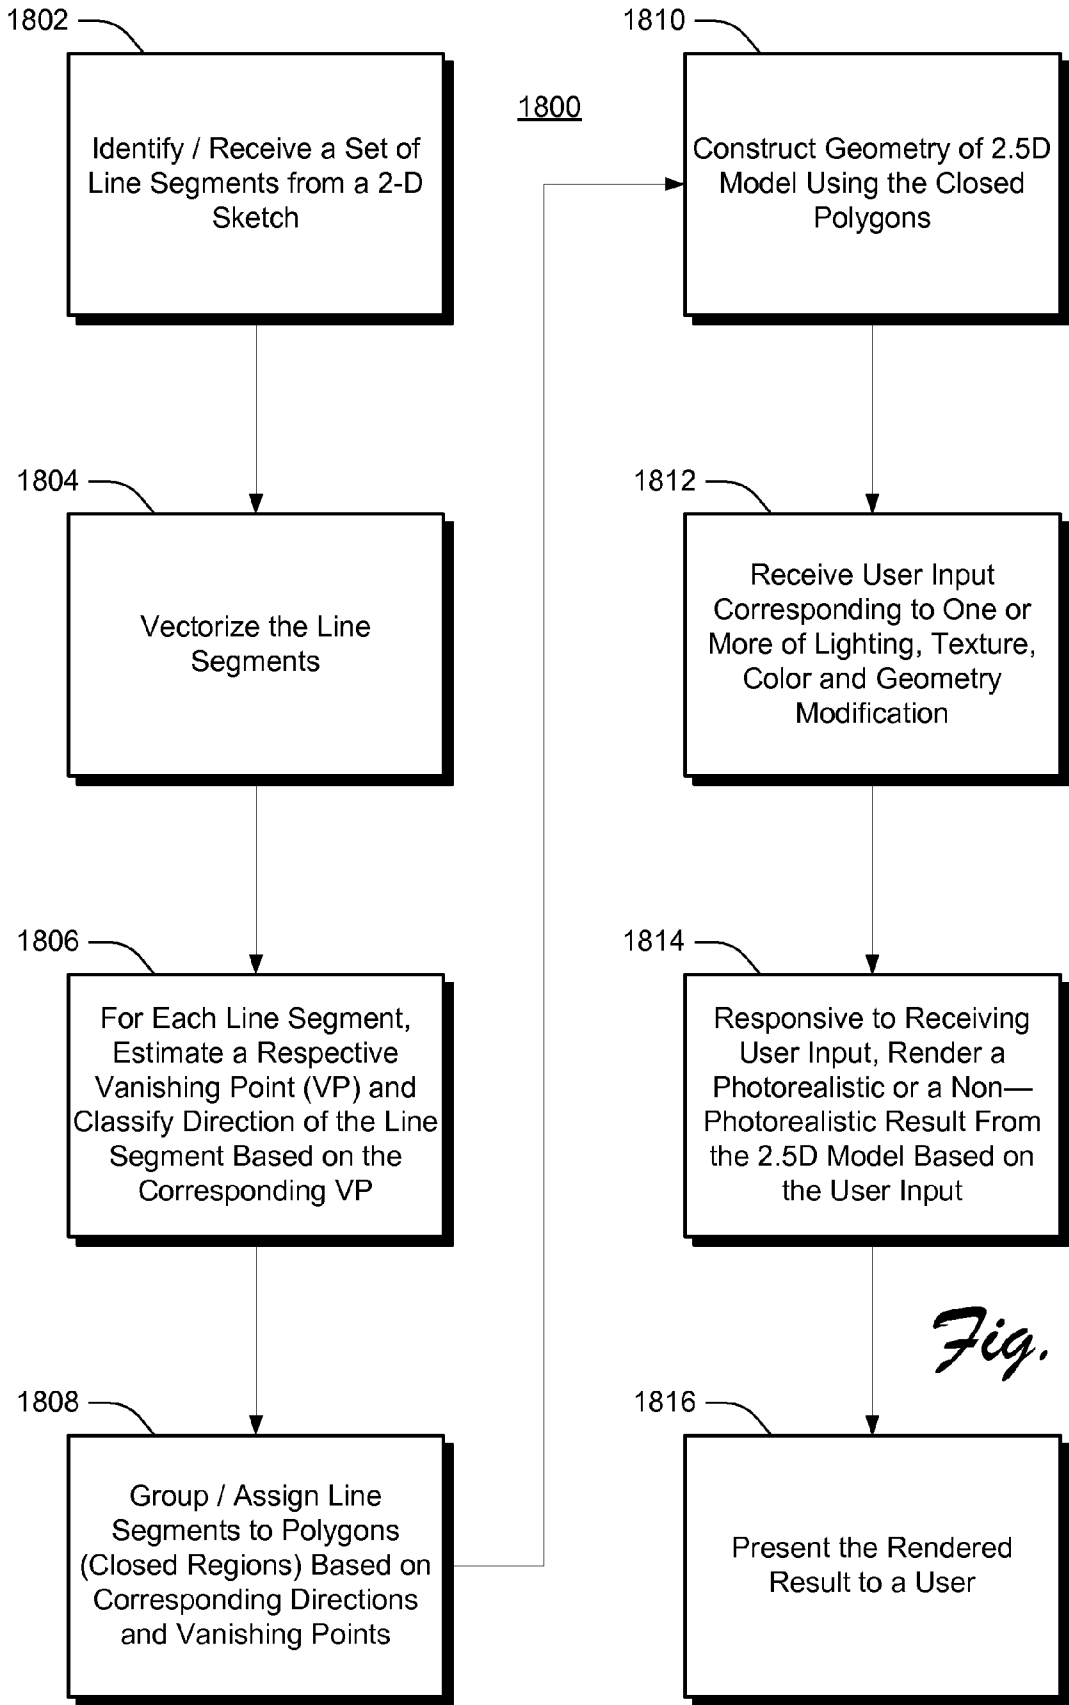 1802
Identify / Receive a Set of
Line Segments from a 2-D
Sketch
1804
Vectorize the Line
Segments
1806
For Each Line Segment,
Estimate a Respective
Vanishing Point (VP) and
Classify Direction of the Line
Segment Based on the
Corresponding VP
1808
Group / Assign Line
Segments to Polygons
(Closed Regions) Based on
Corresponding Directions
and Vanishing Points
1800
1810
Construct Geometry of 2.5D
Model Using the Closed
Polygons
1812
Receive User Input
Corresponding to One or
More of Lighting, Texture,
Color and Geometry
Modification
1814
Responsive to Receiving
User Input, Render a
Photorealistic or a Non—
Photorealistic Result From
the 2.5D Model Based on
the User Input
Fig.
1816
Present the Rendered
Result to a User